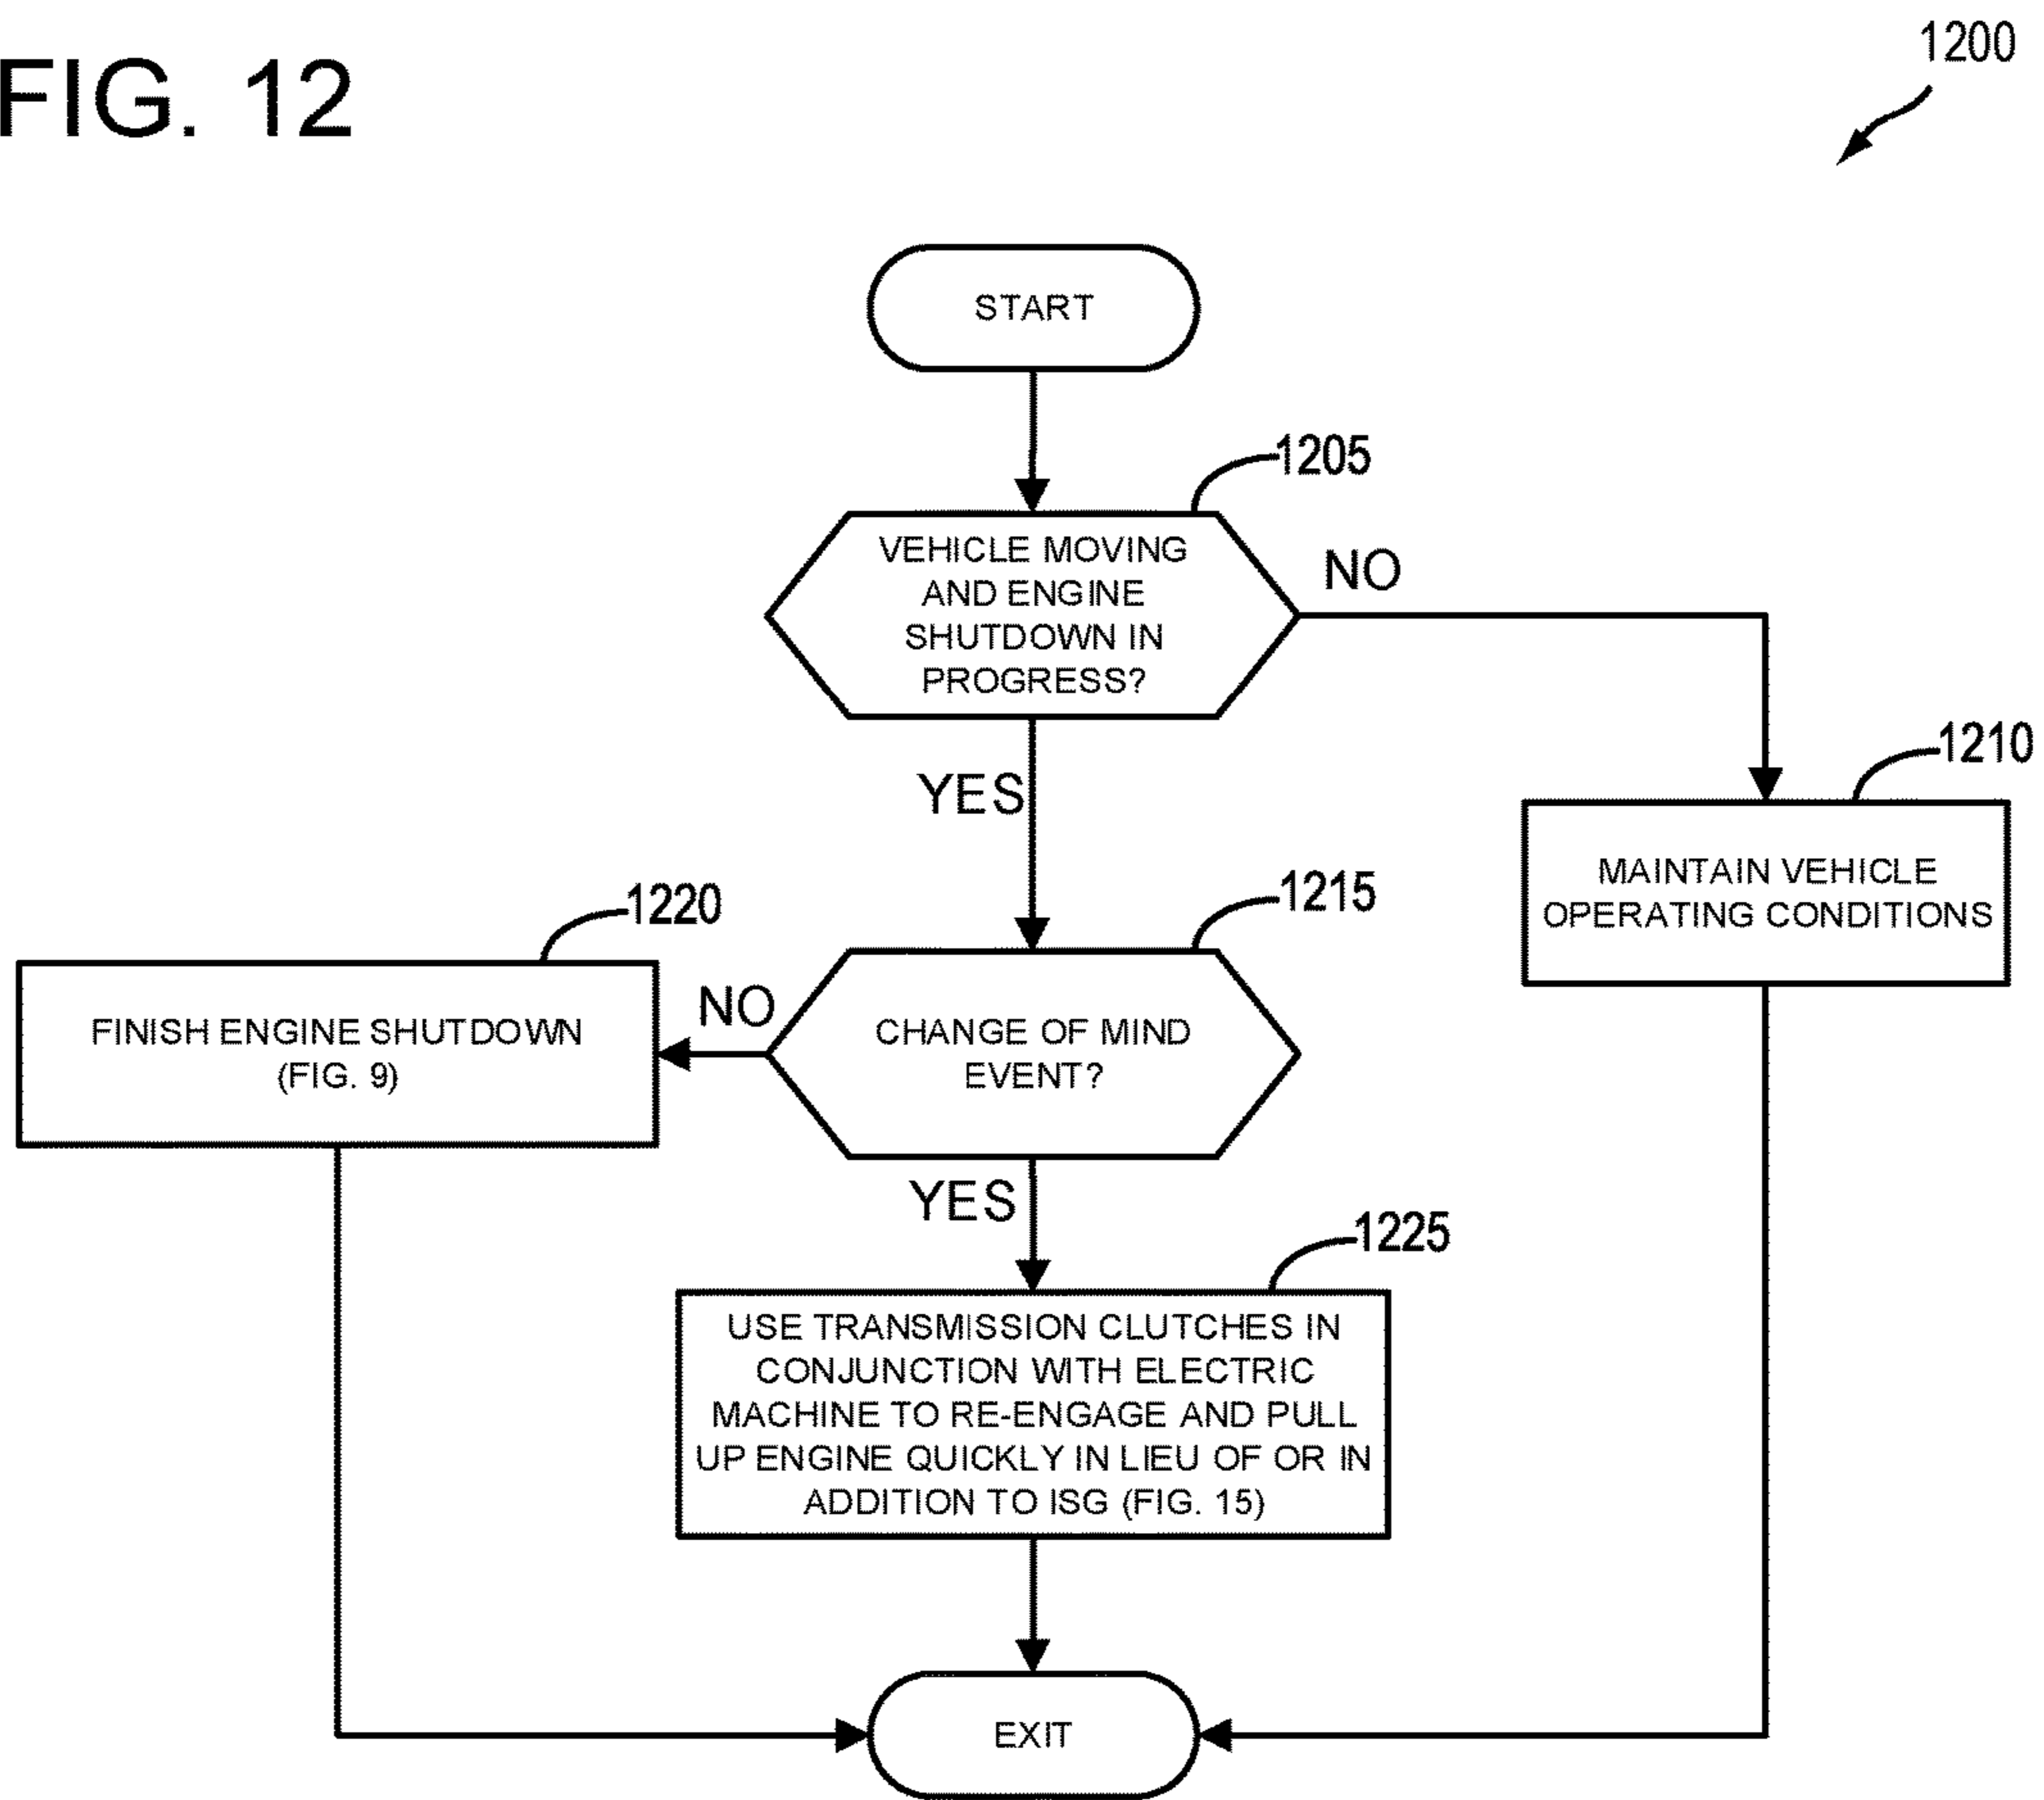 FIG. 12
1200
START
1205
VEHICLE MOVING
AND ENGINE
SHUTDOWN IN
PROGRESS?
NO
YES
1210
MAINTAIN VEHICLE
OPERATING CONDITIONS
1215
CHANGE OF MIND
EVENT?
NO
1220
FINISH ENGINE SHUTDOWN
(FIG. 9)
YES
1225
USE TRANSMISSION CLUTCHES IN
CONJUNCTION WITH ELECTRIC
MACHINE TO RE-ENGAGE AND PULL
UP ENGINE QUICKLY IN LIEU OF OR IN
ADDITION TO ISG (FIG. 15)
EXIT